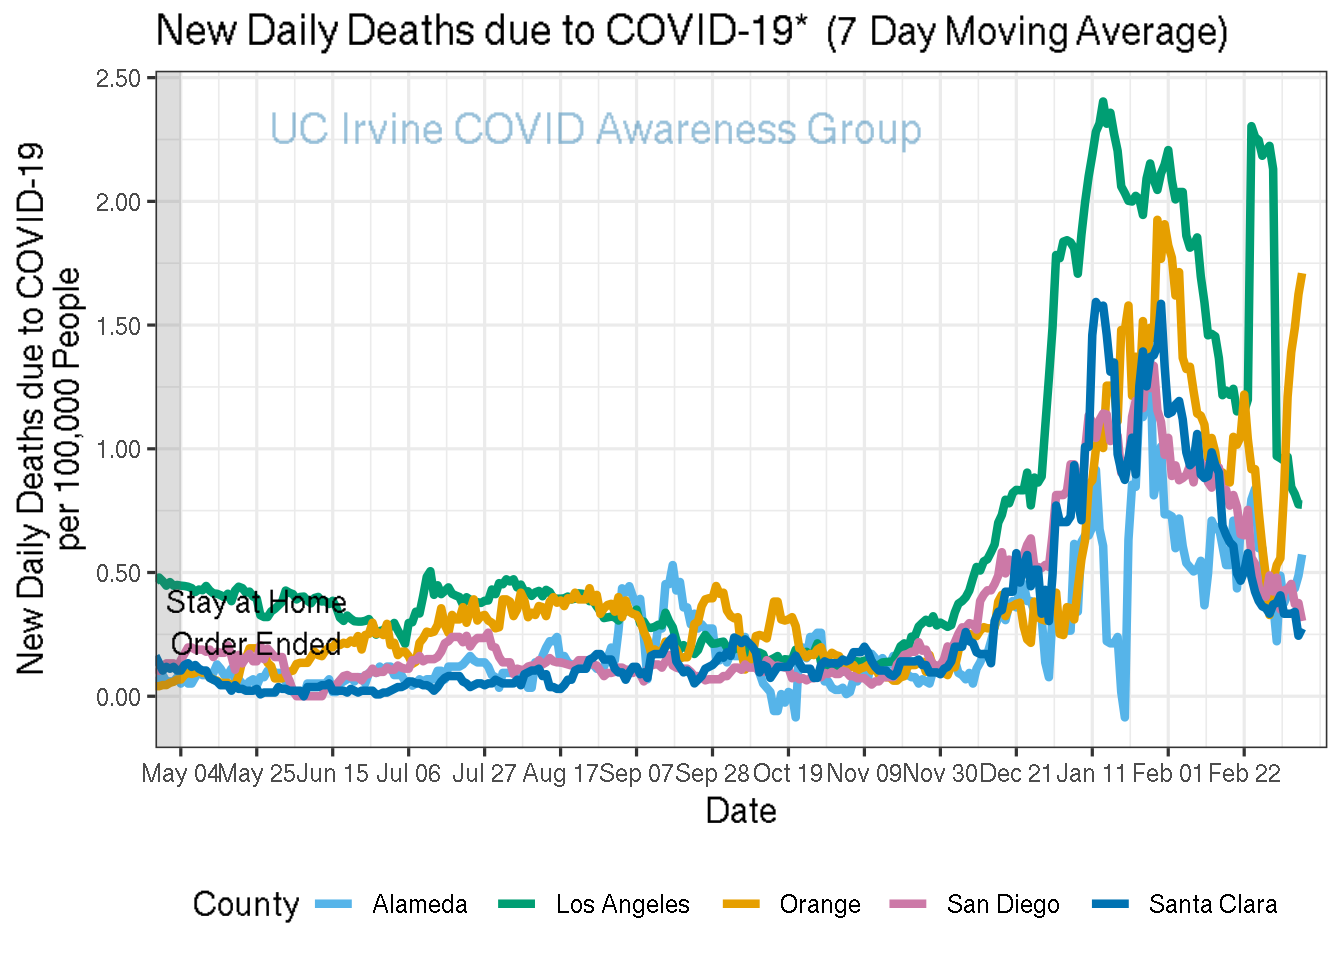 New Daily Deaths due to COVID-19* (7 Day Moving Average)
New Daily Deaths due to COVID-19
per 100,000 People
2.50
2.00
1.50
1.00
0.50
0.00
UC Irvine COVID Awareness Group
Stay at Home
Order Ended
May 04 May 25 Jun 15 Jul 06 Jul 27 Aug 17 Sep 07 Sep 28 Oct 19 Nov 09 Nov 30 Dec 21 Jan 11 Feb 01 Feb 22
Date
County Alameda Los Angeles Orange San Diego Santa Clara